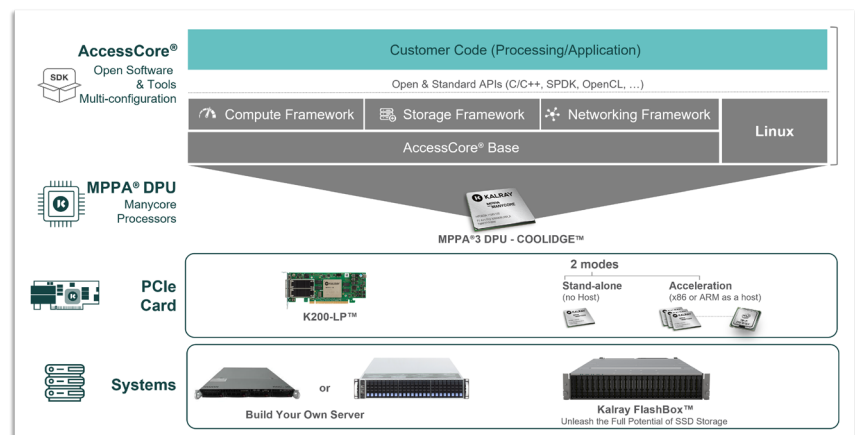 AccessCore®
Open Software
& Tools
Multi-configuration
SDK
Customer Code (Processing/Application)
Open & Standard APIs (C/C++, SPDK, OpenCL, …)
Compute Framework
Storage Framework
Networking Framework
Linux
AccessCore® Base
MPPA® DPU
Manycore
Processors
KALRAY
MPPA
MANYCORE
MPPA®3 DPU - COOLIDGE™
PCIe
Card
K200-LP™
2 modes
Stand-alone
(no Host)
Acceleration
(x86 or ARM as a host)
Systems
or
Build Your Own Server
Kalray FlashBox™
Unleash the Full Potential of SSD Storage